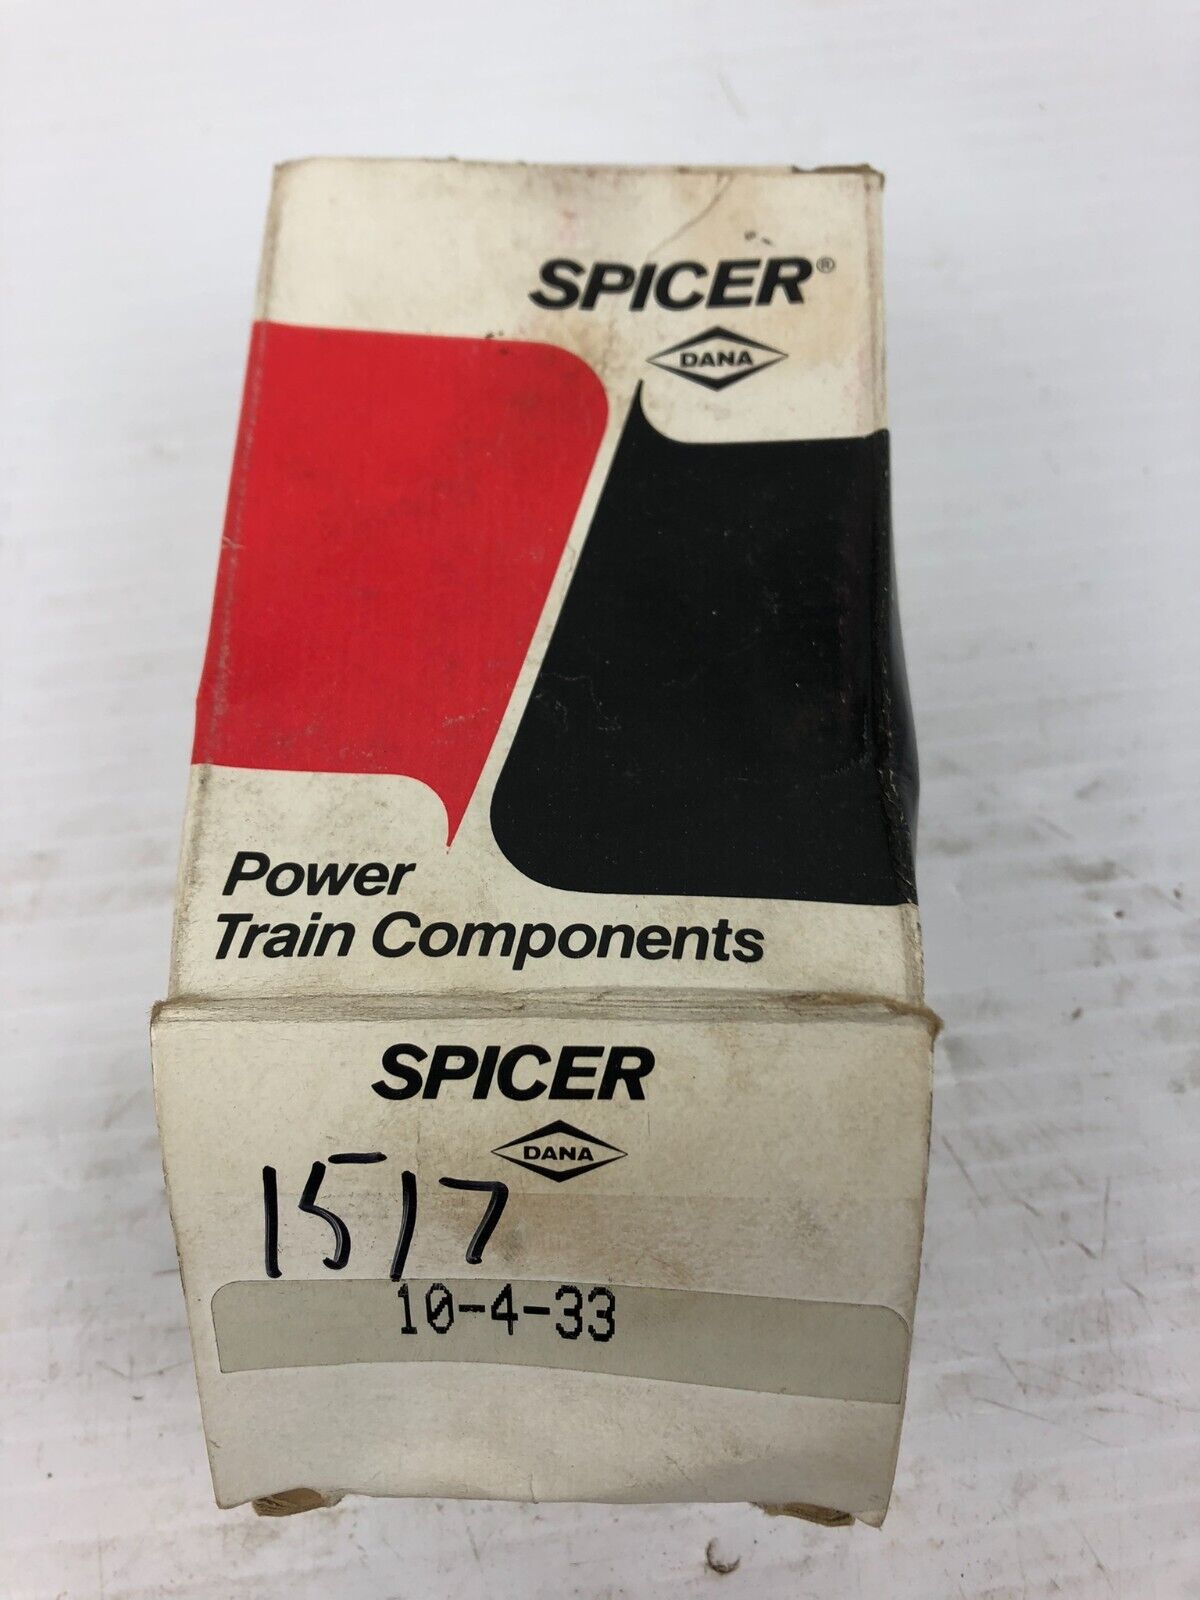 SPICER®
DANA
Power
Train Components
SPICER
DANA
1517
10-4-33